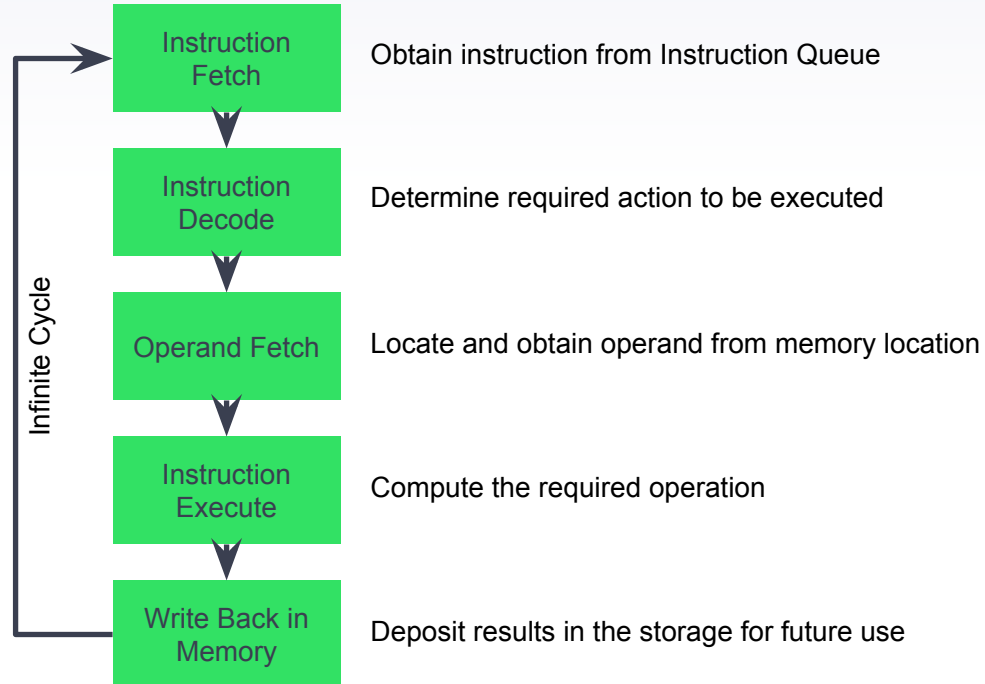 Instruction
Fetch
Obtain instruction from Instruction Queue
Instruction
Decode
Determine required action to be executed
Operand Fetch
Locate and obtain operand from memory location
Instruction
Execute
Compute the required operation
Write Back in
Memory
Deposit results in the storage for future use
Infinite Cycle